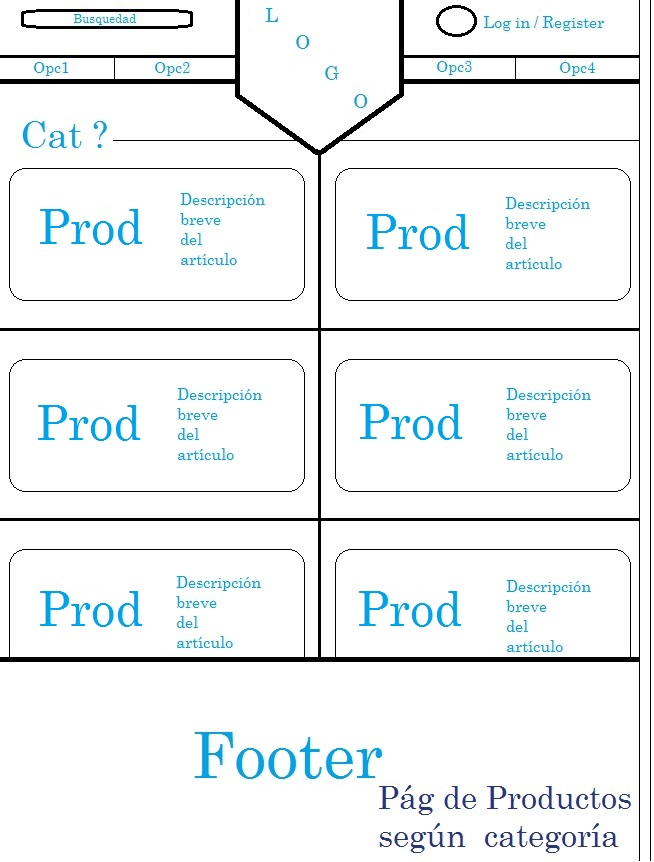 Busquedad
L
O
G
O
Log in / Register
Opc1
Opc2
Opc3
Opc4
Cat ?
Prod
Descripción
breve
del
artículo
Prod
Descripción
breve
del
artículo
Prod
Descripción
breve
del
artículo
Prod
Descripción
breve
del
artículo
Prod
Descripción
breve
del
artículo
Prod
Descripción
breve
del
artículo
Footer
Pág de Productos
según categoría